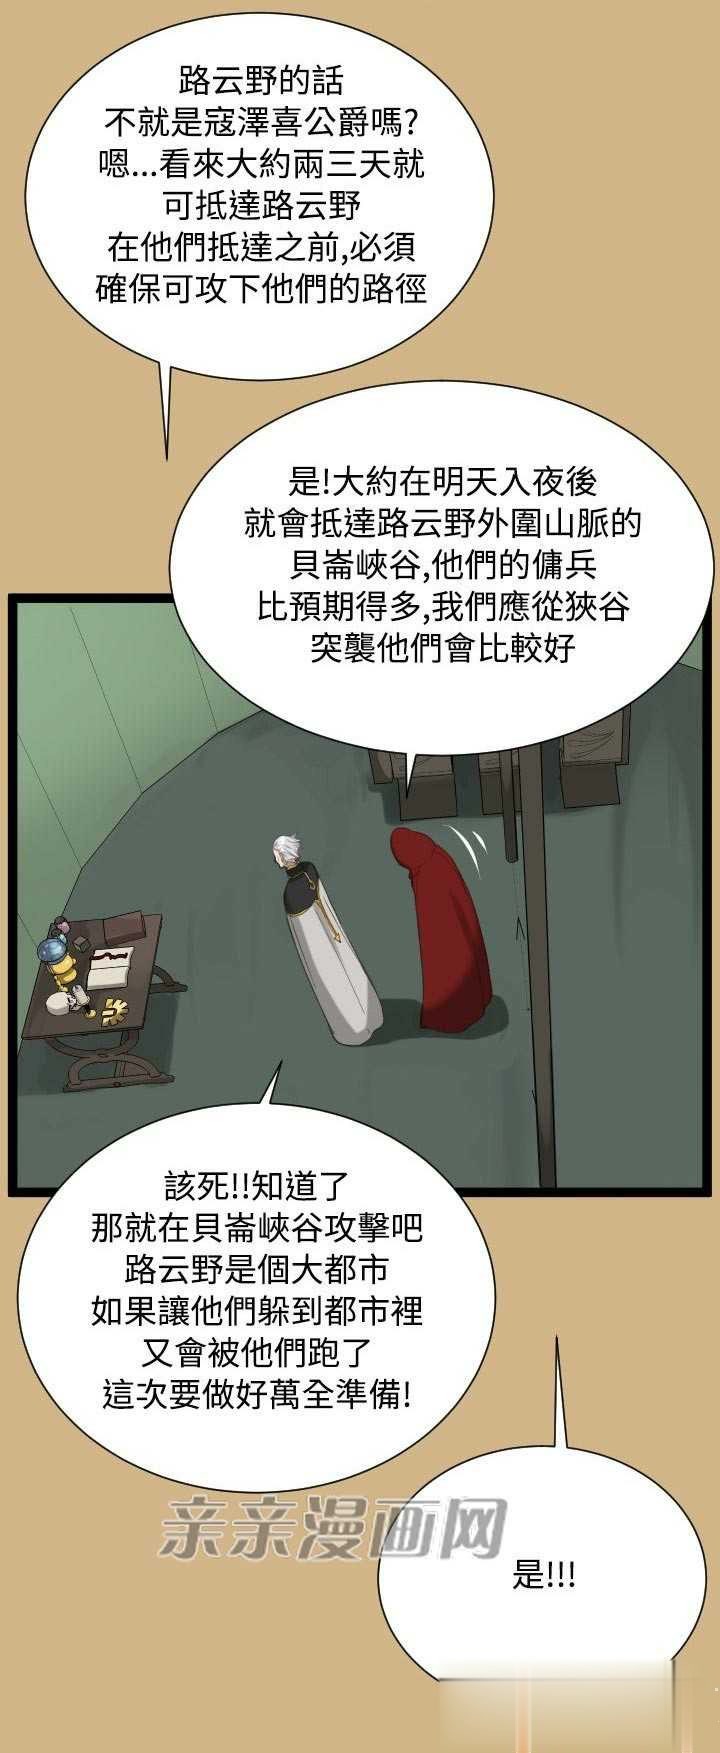 路云野的話
不就是寇澤喜公爵嗎?
嗯...看來大約兩三天就
可抵達路云野
在他們抵達之前,必須
確保可攻下他們的路徑
是!大約在明天入夜後
就會抵達路云野外圍山脈的
貝崙峽谷,他們的傭兵
比預期得多,我們應從狹谷
突襲他們會比較好
該死!!知道了
那就在貝崙峽谷攻擊吧
路云野是個大都市
如果讓他們躲到都市裡
又會被他們跑了
這次要做好萬全準備!
亲亲漫画网
是!!!